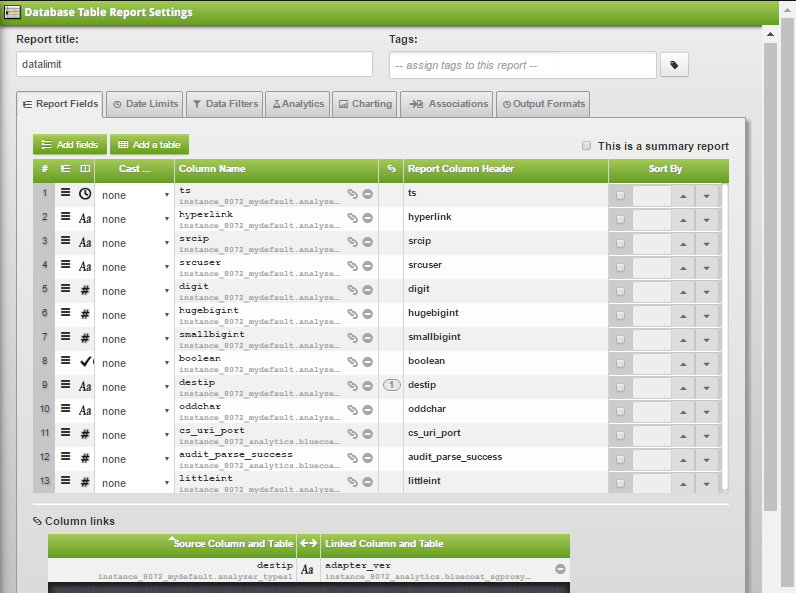 Database Table Report Settings
Report title: Tags:
datalimit -- assign tags to this report --
Report Fields Date Limits Data Filters Analytics Charting Associations Output Formats
Add fields Add a table This is a summary report
# Cast ... Column Name Report Column Header Sort By
1 none ts ts
instance_8072_mydefault.analyze…
2 Aa none hyperlink hyperlink
instance_8072_mydefault.analyze…
3 Aa none srcip srcip
instance_8072_mydefault.analyze…
4 Aa none srcuser srcuser
instance_8072_mydefault.analyze…
5 # none digit digit
instance_8072_mydefault.analyze…
6 # none hugebigint hugebigint
instance_8072_mydefault.analyze…
7 # none smallbigint smallbigint
instance_8072_mydefault.analyze…
8 none boolean boolean
instance_8072_mydefault.analyze…
9 Aa none destip 1 destip
instance_8072_mydefault.analyze…
10 Aa none oddchar oddchar
instance_8072_mydefault.analyze…
11 # none cs_uri_port cs_uri_port
instance_8072_analytics.bluecoa…
12 # none audit_parse_success audit_parse_success
instance_8072_analytics.bluecoa…
13 # none littleint littleint
instance_8072_mydefault.analyze…
Column links
Source Column and Table Linked Column and Table
destip Aa adapter_ver
instance_8072_mydefault.analyzer_types1 instance_8072_analytics.bluecoat_sgproxy…